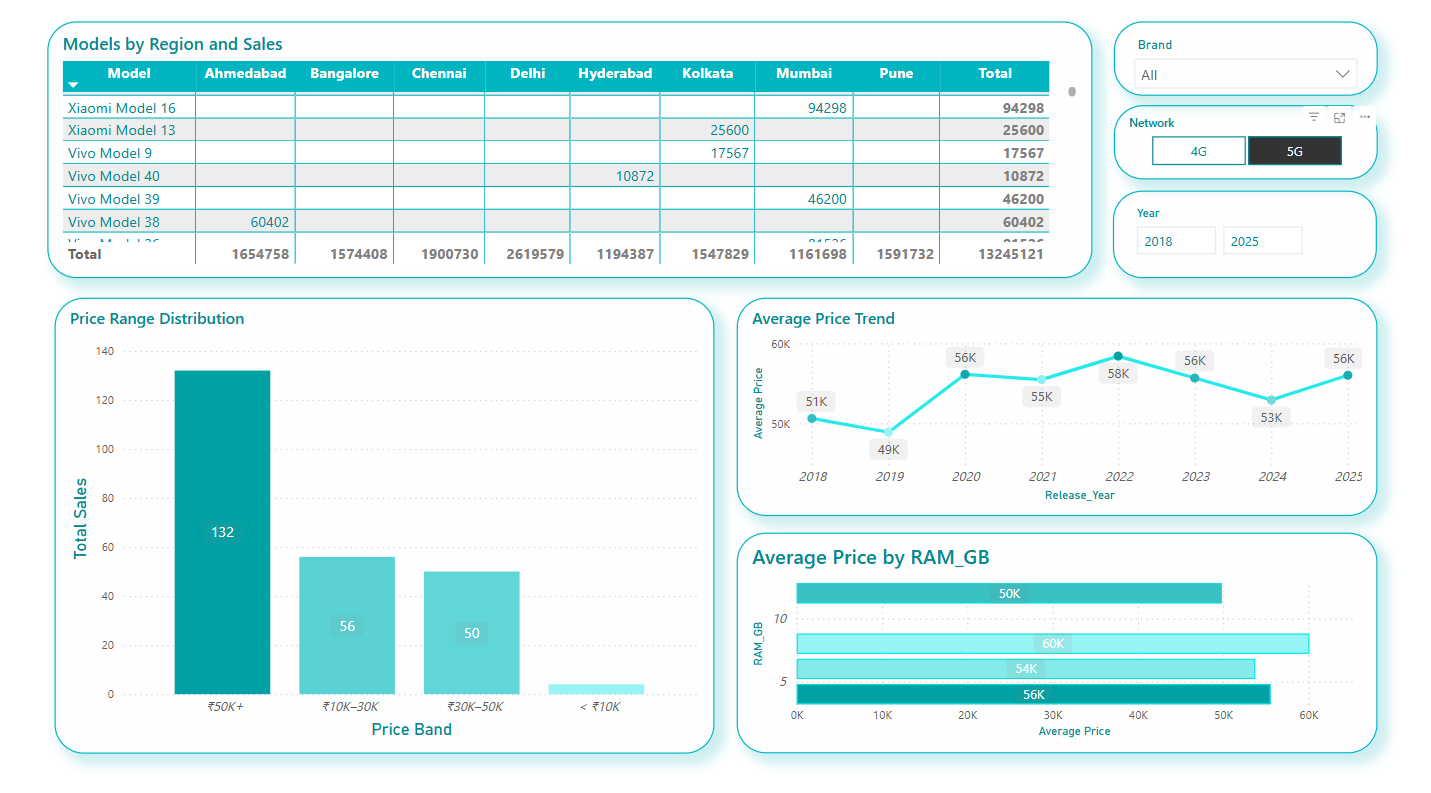 Models by Region and Sales
Model Ahmedabad Bangalore Chennai Delhi Hyderabad Kolkata Mumbai Pune Total
Xiaomi Model 16 94298 94298
Xiaomi Model 13 25600 25600
Vivo Model 9 17567 17567
Vivo Model 40 10872 10872
Vivo Model 39 46200 46200
Vivo Model 38 60402 60402
Total 1654758 1574408 1900730 2619579 1194387 1547829 1161698 1591732 13245121
Brand
All
Network
4G 5G
Year
2018 2025
Price Range Distribution
Total Sales
140
120
100
80
60
40
20
0
132
56
50
₹50K+ ₹10K–30K ₹30K–50K < ₹10K
Price Band
Average Price Trend
Average Price
60K
50K
51K
49K
56K
55K
58K
56K
53K
56K
2018 2019 2020 2021 2022 2023 2024 2025
Release_Year
Average Price by RAM_GB
RAM_GB
10
5
50K
60K
54K
56K
0K 10K 20K 30K 40K 50K 60K
Average Price